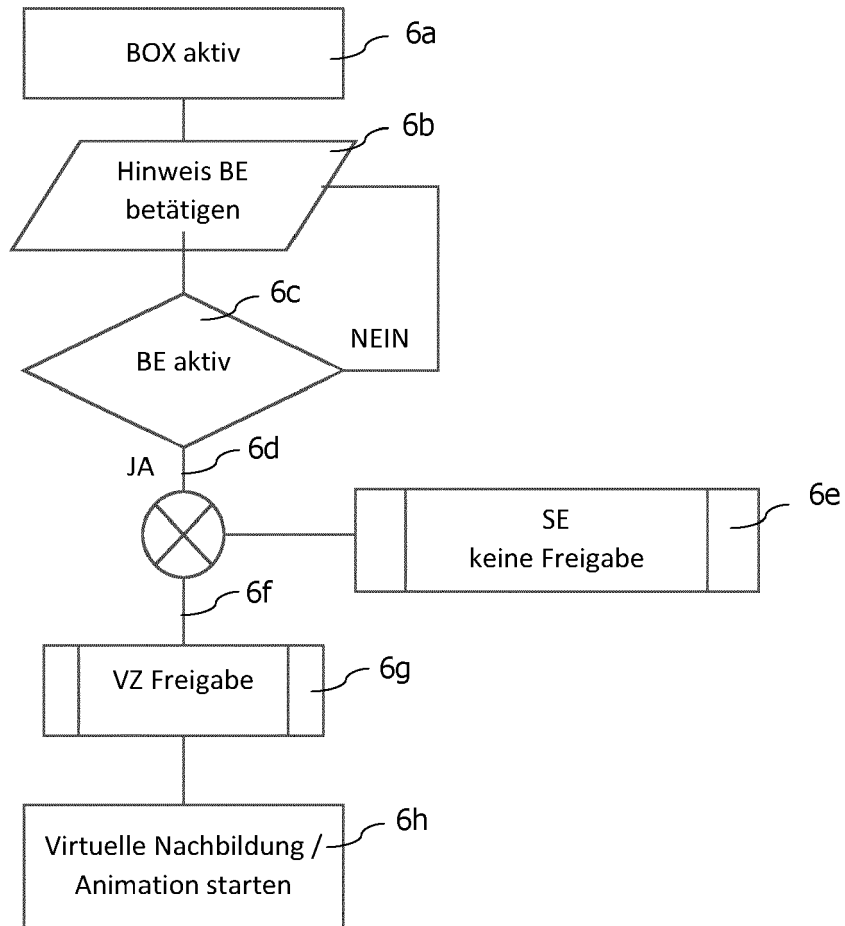 BOX aktiv
6a
6b
Hinweis BE
betätigen
6c
NEIN
BE aktiv
JA
6d
SE
keine Freigabe
6e
6f
VZ Freigabe
6g
Virtuelle Nachbildung /
Animation starten
6h